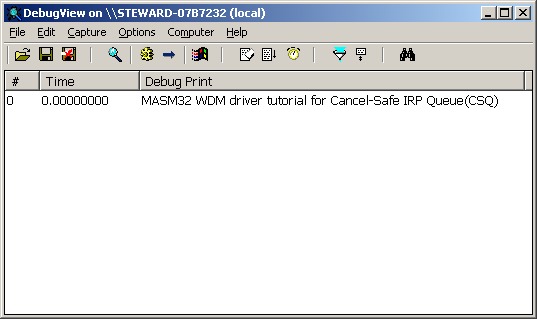 DebugView on \\STEWARD-07B7232 (local)
File Edit Capture Options Computer Help
# Time Debug Print
0 0.00000000 MASM32 WDM driver tutorial for Cancel-Safe IRP Queue(CSQ)